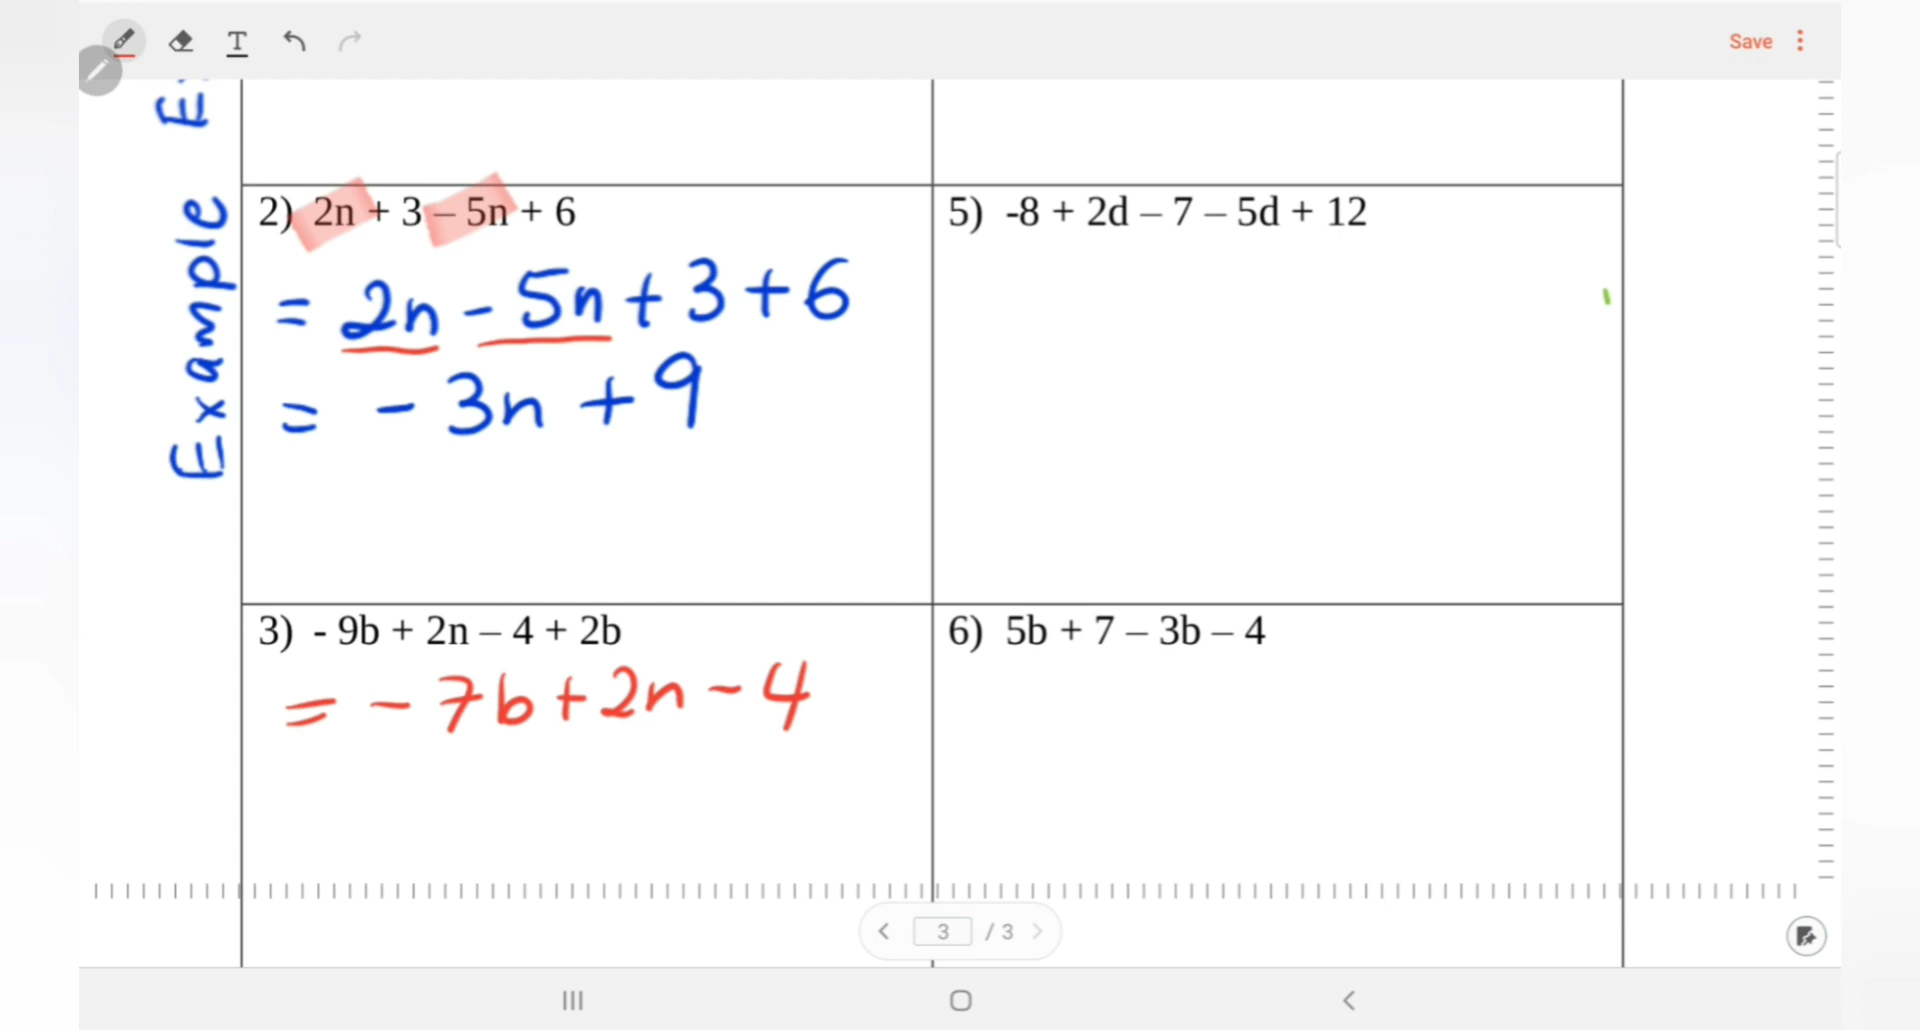 T Save
Example E
2) 2n + 3 – 5n + 6
= 2n - 5n + 3 + 6
= - 3n + 9
5) -8 + 2d – 7 – 5d + 12
3) - 9b + 2n – 4 + 2b
= - 7b + 2n - 4
6) 5b + 7 – 3b – 4
3 / 3